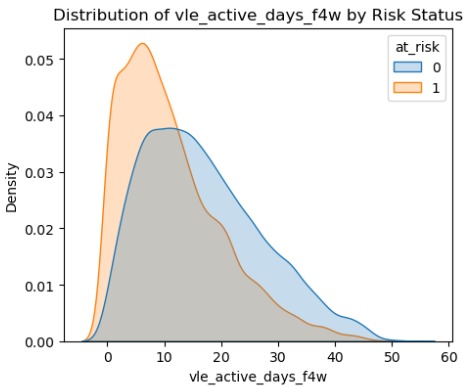 Distribution of vle_active_days_f4w by Risk Status
at_risk
0
1
Density
0.05
0.04
0.03
0.02
0.01
0.00
0 10 20 30 40 50 60
vle_active_days_f4w